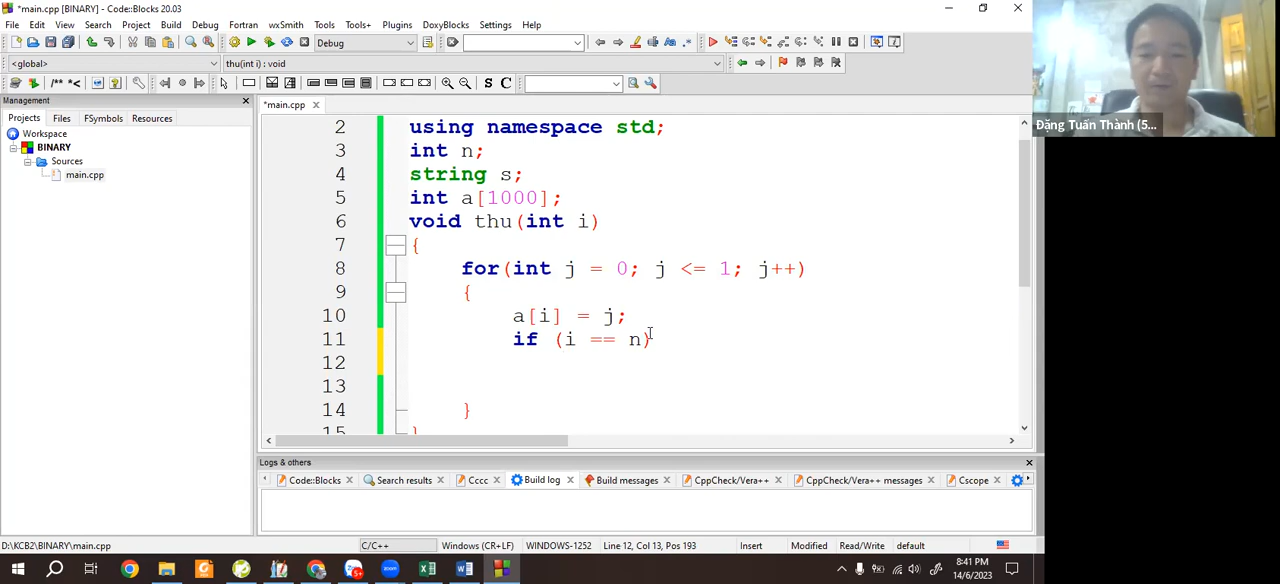 *main.cpp [BINARY] - Code::Blocks 20.03
File Edit View Search Project Build Debug Fortran wxSmith Tools Tools+ Plugins DoxyBlocks Settings Help
Debug
<global>
thu(int i) : void
/** *<
S C
Management
Projects Files FSymbols Resources
Workspace
BINARY
Sources
main.cpp
*main.cpp
2 using namespace std;
3 int n;
4 string s;
5 int a[1000];
6 void thu(int i)
7 {
8 for(int j = 0; j <= 1; j++)
9 {
10 a[i] = j;
11 if (i == n)
12
13
14 }
15 }
Logs & others
Code::Blocks Search results Cccc Build log Build messages CppCheck/Vera++ CppCheck/Vera++ messages Cscope
D:\KCB2\BINARY\main.cpp C/C++ Windows (CR+LF) WINDOWS-1252 Line 12, Col 13, Pos 193 Insert Modified Read/Write default
8:41 PM
14/6/2023
Đặng Tuấn Thành (5...